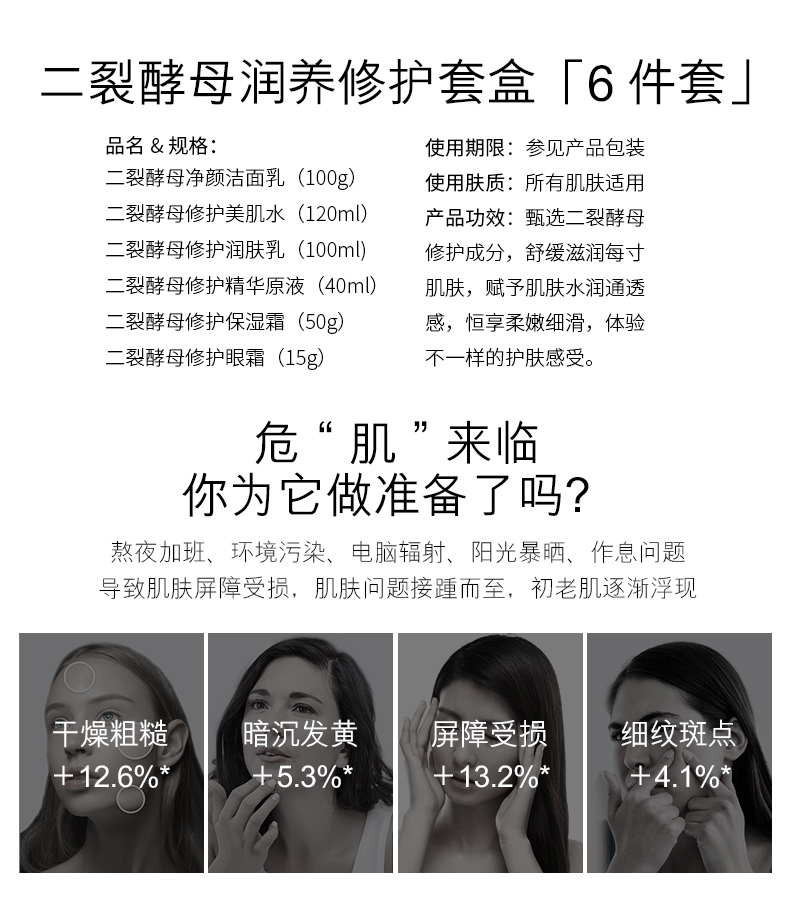 二裂酵母润养修护套盒「6 件套」
品名 & 规格：
二裂酵母净颜洁面乳（100g）
二裂酵母修护美肌水（120ml）
二裂酵母修护润肤乳（100ml）
二裂酵母修护精华原液（40ml）
二裂酵母修护保湿霜（50g）
二裂酵母修护眼霜（15g）
使用期限：参见产品包装
使用肤质：所有肌肤适用
产品功效：甄选二裂酵母
修护成分，舒缓滋润每寸
肌肤，赋予肌肤水润通透
感，恒享柔嫩细滑，体验
不一样的护肤感受。
危“肌”来临
你为它做准备了吗?
熬夜加班、环境污染、电脑辐射、阳光暴晒、作息问题
导致肌肤屏障受损，肌肤问题接踵而至，初老肌逐渐浮现
干燥粗糙
＋12.6%*
暗沉发黄
＋5.3%*
屏障受损
＋13.2%*
细纹斑点
＋4.1%*